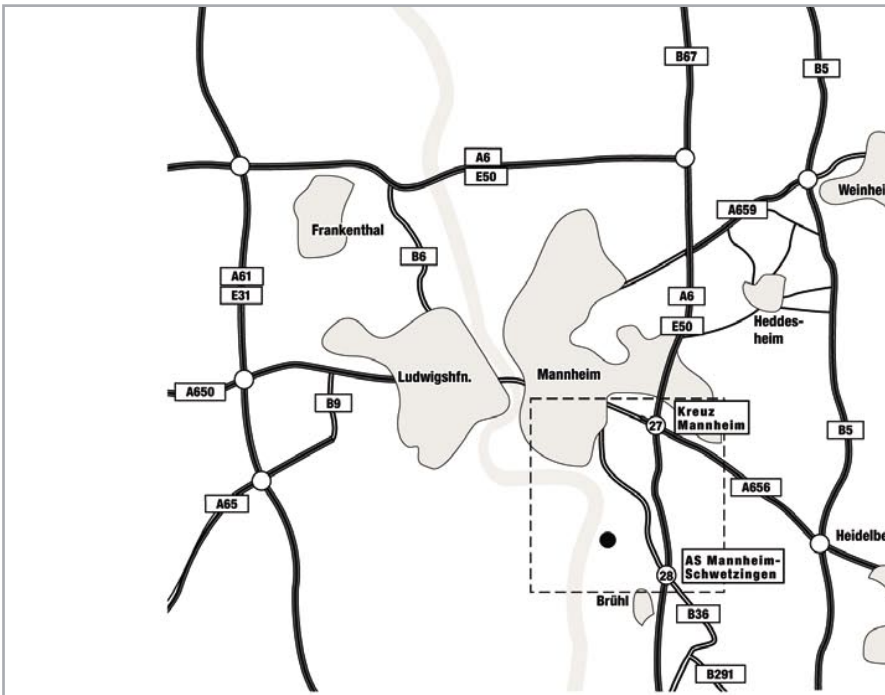 B67
B5
A6
E50
Weinhei
A659
Frankenthal
B6
A61
E31
A6
E50
Heddes-
heim
Ludwigshfn.
Mannheim
A650
B9
Kreuz
Mannheim
27
B5
A65
A656
Heidelbe
AS Mannheim-
Schwetzingen
28
Brühl
B36
B291